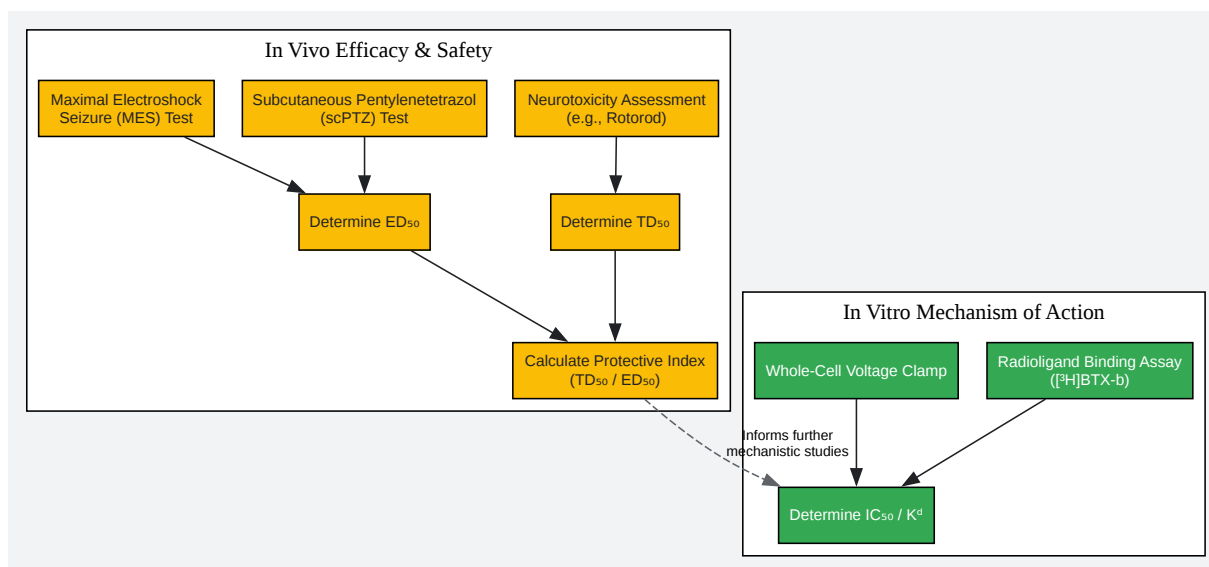 In Vivo Efficacy & Safety
Maximal Electroshock
Seizure (MES) Test
Subcutaneous Pentylenetetrazol
(scPTZ) Test
Neurotoxicity Assessment
(e.g., Rotorod)
Determine ED₅₀
Determine TD₅₀
Calculate Protective Index
(TD₅₀ / ED₅₀)
In Vitro Mechanism of Action
Whole-Cell Voltage Clamp
Radioligand Binding Assay
([³H]BTX-b)
Informs further
mechanistic studies
Determine IC₅₀ / Kᵈ